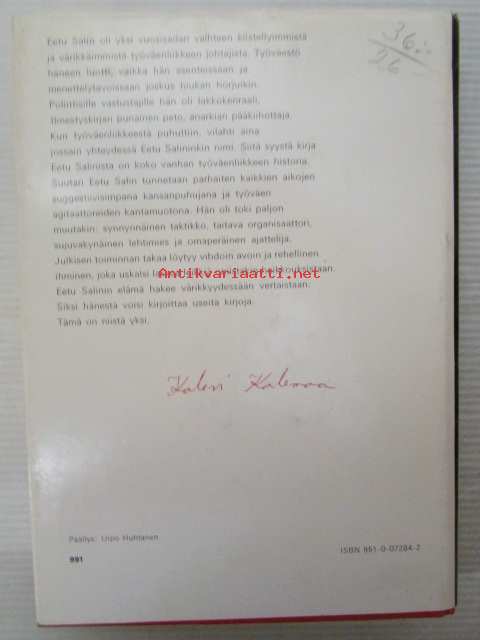 36:-
26
Eetu Salin oli yksi vuosisadan vaihteen kiistellyimmistä
ja värikkäimmistä työväenliikkeen johtajista. Työväestö
häneen luotti, vaikka hän asenteissaan ja
menettelytavoissaan joskus hiukan horjuikin.
Poliittisille vastustajille hän oli lakkokenraali,
Ilmestyskirjan punainen peto, anarkian pääkiihottaja.
Kun työväenliikkeestä puhuttiin, vilahti aina
jossain yhteydessä Eetu Salininkin nimi. Siitä syystä kirja
Eetu Salinista on koko vanhan työväenliikkeen historia.
Suutari Eetu Salin tunnetaan parhaiten kaikkien aikojen
suggestiivisimpana kansanpuhujana ja työväen
agitaattoreiden kantamuotona. Hän oli toki paljon
muutakin: synnynnäinen taktikko, taitava organisaattori,
sujuvakynäinen lehtimies ja omaperäinen ajattelija.
Julkisen toiminnan takaa löytyy vihdoin avoin ja rehellinen
ihminen, joka uskalsi
Antikvariaatti.net
Eetu Salinin elämä hakee värikkyydessään vertaistaan.
Siksi hänestä voisi kirjoittaa useita kirjoja.
Tämä on niistä yksi.
Kalevi Kalemaa
Päällys: Urpo Huhtanen
991
ISBN 951-0-07284-2